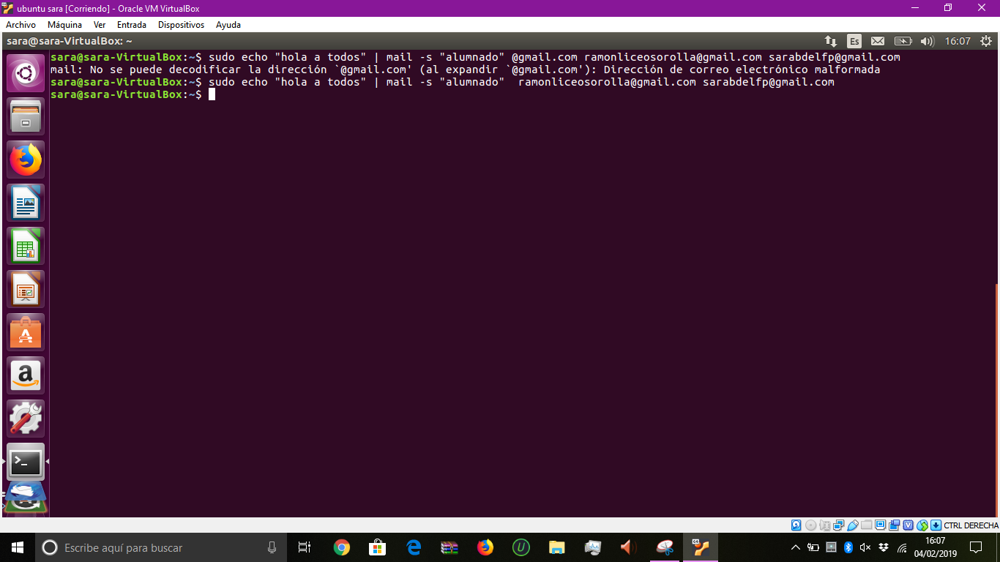 ubuntu sara [Corriendo] - Oracle VM VirtualBox
Archivo Máquina Ver Entrada Dispositivos Ayuda
sara@sara-VirtualBox: ~ Es 16:07
sara@sara-VirtualBox:~$ sudo echo "hola a todos" | mail -s "alumnado" @gmail.com ramonliceosorolla@gmail.com sarabdelfp@gmail.com
mail: No se puede decodificar la dirección `@gmail.com' (al expandir `@gmail.com'): Dirección de correo electrónico malformada
sara@sara-VirtualBox:~$ sudo echo "hola a todos" | mail -s "alumnado"  ramonliceosorolla@gmail.com sarabdelfp@gmail.com
sara@sara-VirtualBox:~$
CTRL DERECHA
Escribe aquí para buscar
16:07
04/02/2019